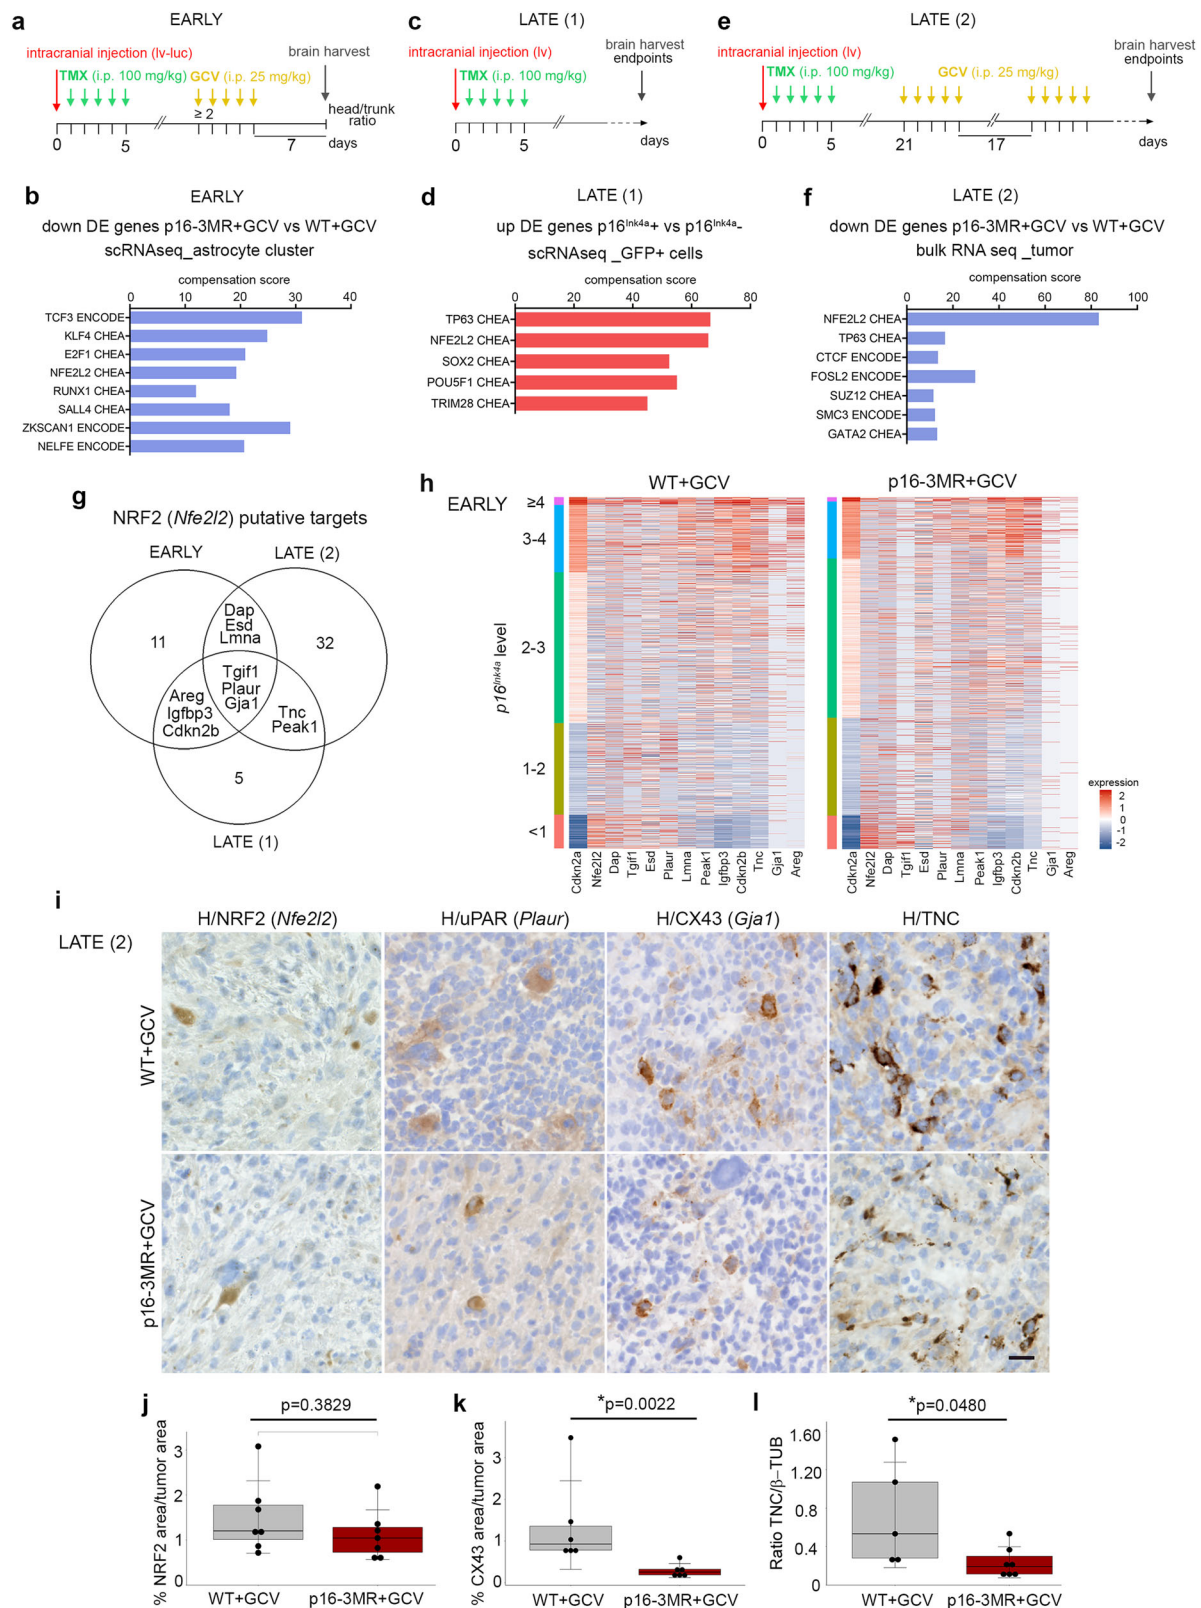 a
EARLY
intracranial injection (lv-luc)
brain harvest
TMX (i.p. 100 mg/kg)
GCV (i.p. 25 mg/kg)
≥ 2
head/trunk
ratio
0
5
7
days
c
LATE (1)
intracranial injection (lv)
brain harvest
endpoints
TMX (i.p. 100 mg/kg)
0
5
days
e
LATE (2)
intracranial injection (lv)
brain harvest
endpoints
TMX (i.p. 100 mg/kg)
GCV (i.p. 25 mg/kg)
0
5
21
17
days
b
EARLY
down DE genes p16-3MR+GCV vs WT+GCV
scRNAseq_astrocyte cluster
compensation score
0 10 20 30 40
TCF3 ENCODE
KLF4 CHEA
E2F1 CHEA
NFE2L2 CHEA
RUNX1 CHEA
SALL4 CHEA
ZKSCAN1 ENCODE
NELFE ENCODE
d
LATE (1)
up DE genes p16Ink4a+ vs p16Ink4a-
scRNAseq _GFP+ cells
compensation score
0 20 40 60 80
TP63 CHEA
NFE2L2 CHEA
SOX2 CHEA
POU5F1 CHEA
TRIM28 CHEA
f
LATE (2)
down DE genes p16-3MR+GCV vs WT+GCV
bulk RNA seq _tumor
compensation score
0 20 40 60 80 100
NFE2L2 CHEA
TP63 CHEA
CTCF ENCODE
FOSL2 ENCODE
SUZ12 CHEA
SMC3 ENCODE
GATA2 CHEA
g
NRF2 (Nfe2l2) putative targets
EARLY
LATE (2)
Dap
Esd
Lmna
11
32
Tgif1
Plaur
Gja1
Areg
Igfbp3
Cdkn2b
Tnc
Peak1
5
LATE (1)
h
WT+GCV
p16-3MR+GCV
EARLY
≥4
3-4
2-3
1-2
<1
p16Ink4a level
Cdkn2a Nfe2l2 Dap Tgif1 Esd Plaur Lmna Peak1 Igfbp3 Cdkn2b Tnc Gja1 Areg
Cdkn2a Nfe2l2 Dap Tgif1 Esd Plaur Lmna Peak1 Igfbp3 Cdkn2b Tnc Gja1 Areg
expression
2
1
0
-1
-2
i
LATE (2)
H/NRF2 (Nfe2l2)
H/uPAR (Plaur)
H/CX43 (Gja1)
H/TNC
WT+GCV
p16-3MR+GCV
j
p=0.3829
% NRF2 area/tumor area
3
2
1
0
WT+GCV
p16-3MR+GCV
k
*p=0.0022
% CX43 area/tumor area
3
2
1
0
WT+GCV
p16-3MR+GCV
l
*p=0.0480
Ratio TNC/β–TUB
1.60
1.20
0.8
0.4
0
WT+GCV
p16-3MR+GCV